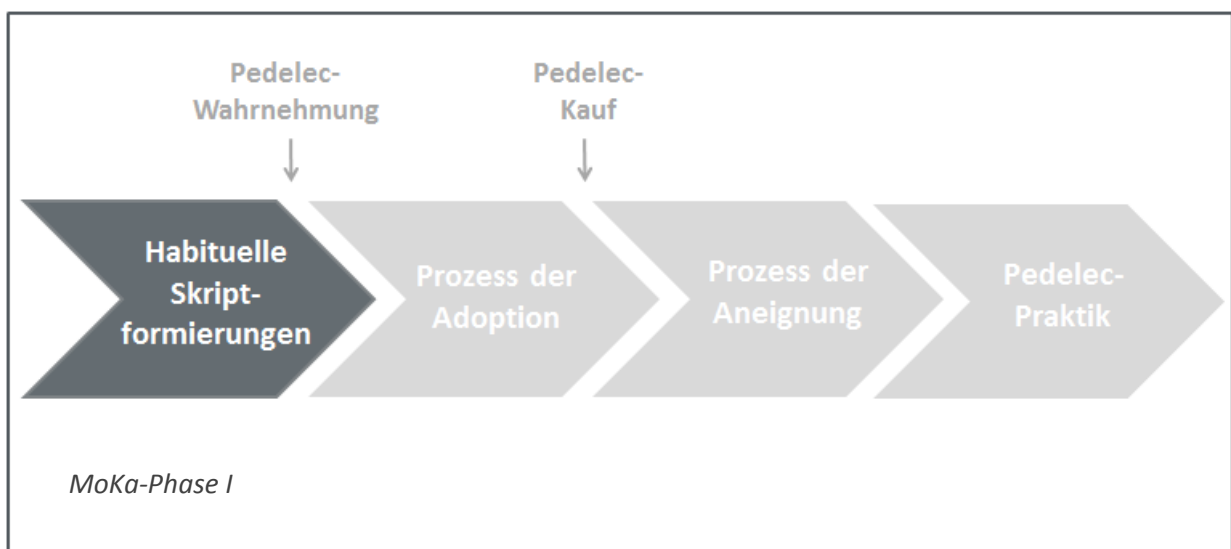 Pedelec-
Wahrnehmung
Pedelec-
Kauf
Habituelle
Skript-
formierungen
Prozess der
Adoption
Prozess der
Aneignung
Pedelec-
Praktik
MoKa-Phase I